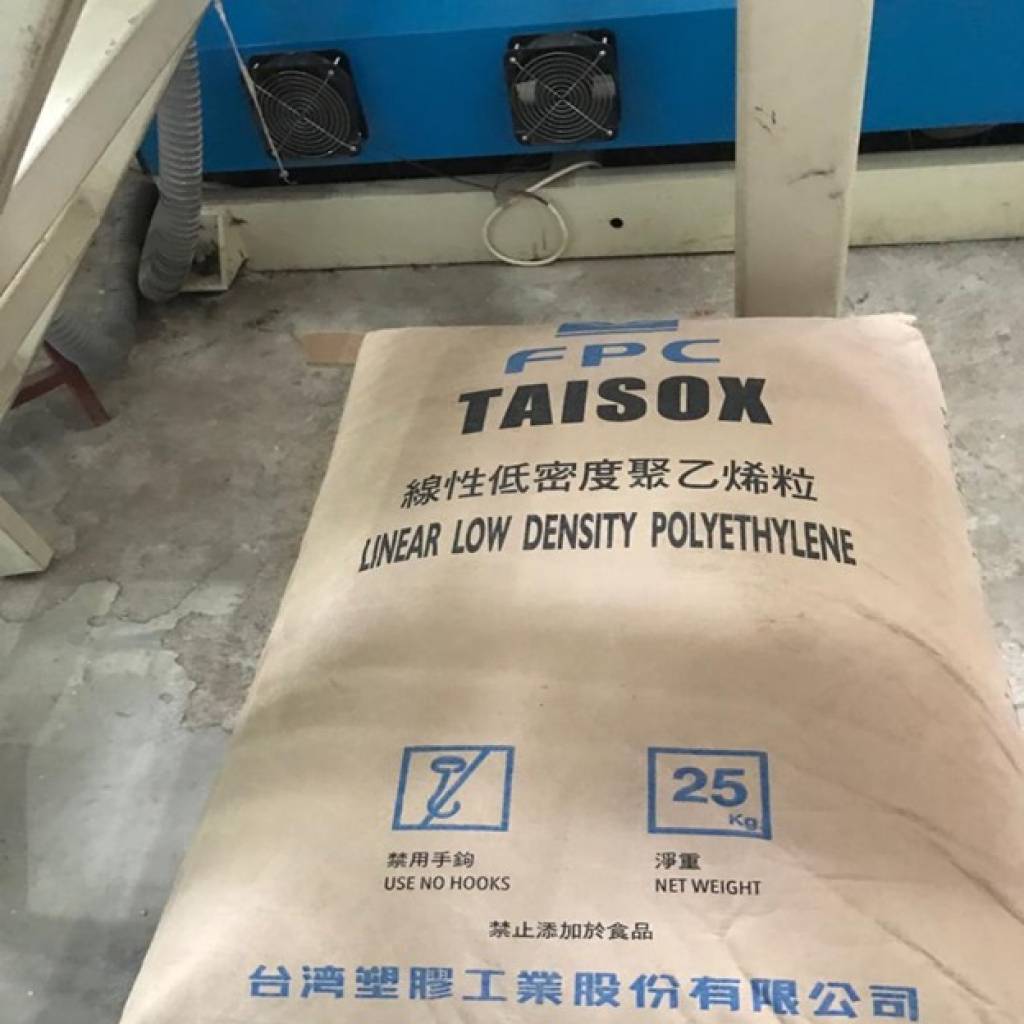 FPC
TAISOX
線性低密度聚乙烯粒
LINEAR LOW DENSITY POLYETHYLENE
25
Kg.
禁用手鉤
USE NO HOOKS
淨重
NET WEIGHT
禁止添加於食品
台湾塑膠工業股份有限公司